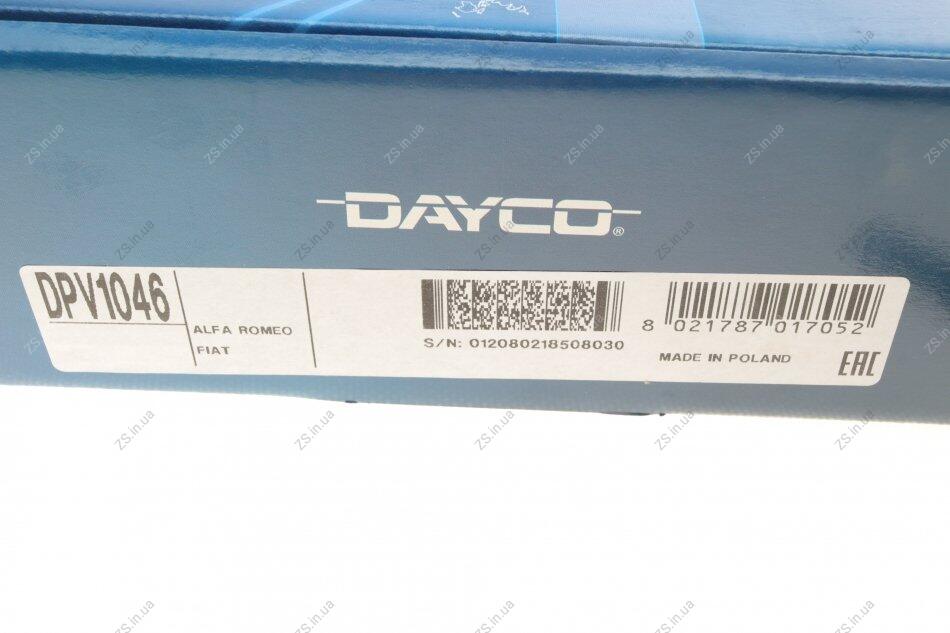 DAYCO®
DPV1046
ALFA ROMEO
FIAT
S/N: 012080218508030
8 021787 017052
MADE IN POLAND
EAC
ZS.in.ua